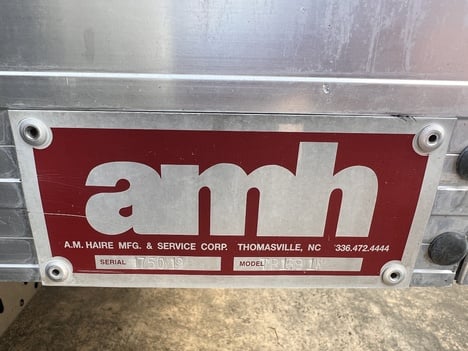 amh
A.M. HAIRE MFG. & SERVICE CORP. THOMASVILLE, NC 336.472.4444
SERIAL MODEL